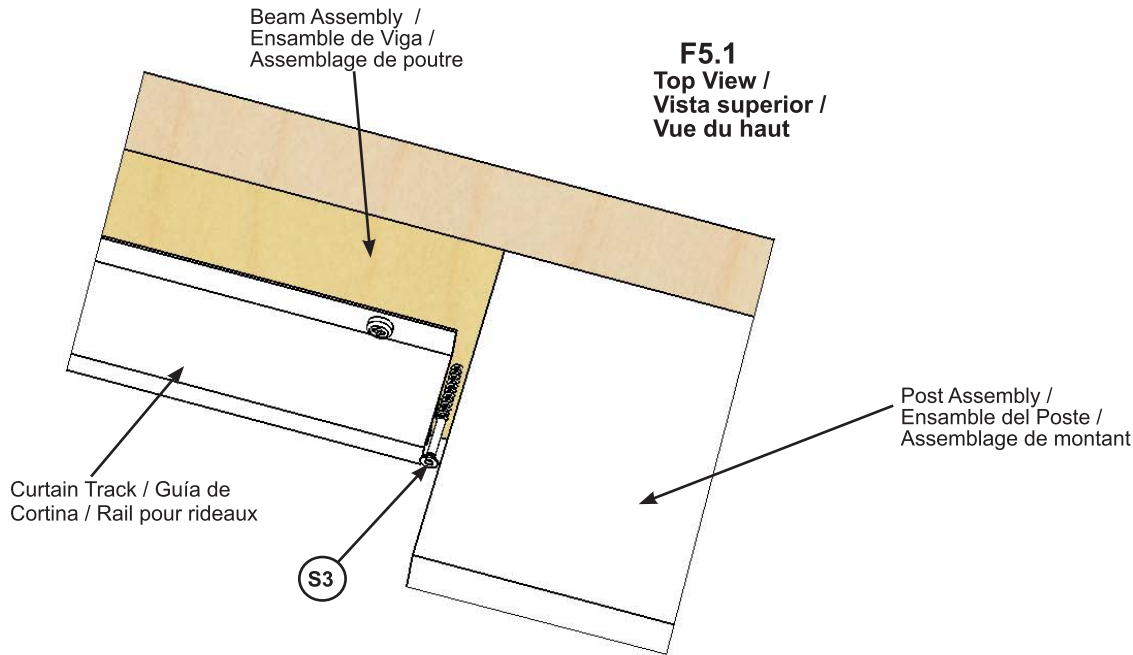 Beam Assembly /
Ensamble de Viga /
Assemblage de poutre
F5.1
Top View /
Vista superior /
Vue du haut
Post Assembly /
Ensamble del Poste /
Assemblage de montant
Curtain Track / Guía de
Cortina / Rail pour rideaux
S3